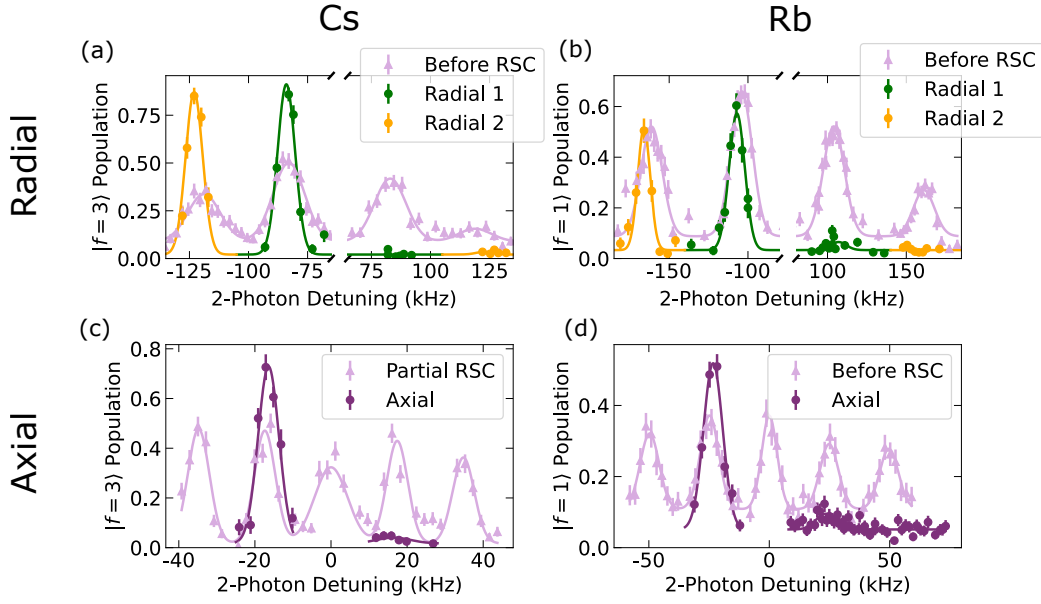 Cs
Rb
Radial
Axial
(a)
Before RSC
Radial 1
Radial 2
|f = 3⟩ Population
0.00
0.25
0.50
0.75
-125
-100
-75
75
100
125
2-Photon Detuning (kHz)
(b)
Before RSC
Radial 1
Radial 2
|f = 1⟩ Population
0.0
0.2
0.4
0.6
-150
-100
100
150
2-Photon Detuning (kHz)
(c)
Partial RSC
Axial
|f = 3⟩ Population
0.0
0.2
0.4
0.6
0.8
-40
-20
0
20
40
2-Photon Detuning (kHz)
(d)
Before RSC
Axial
|f = 1⟩ Population
0.0
0.2
0.4
-50
0
50
2-Photon Detuning (kHz)